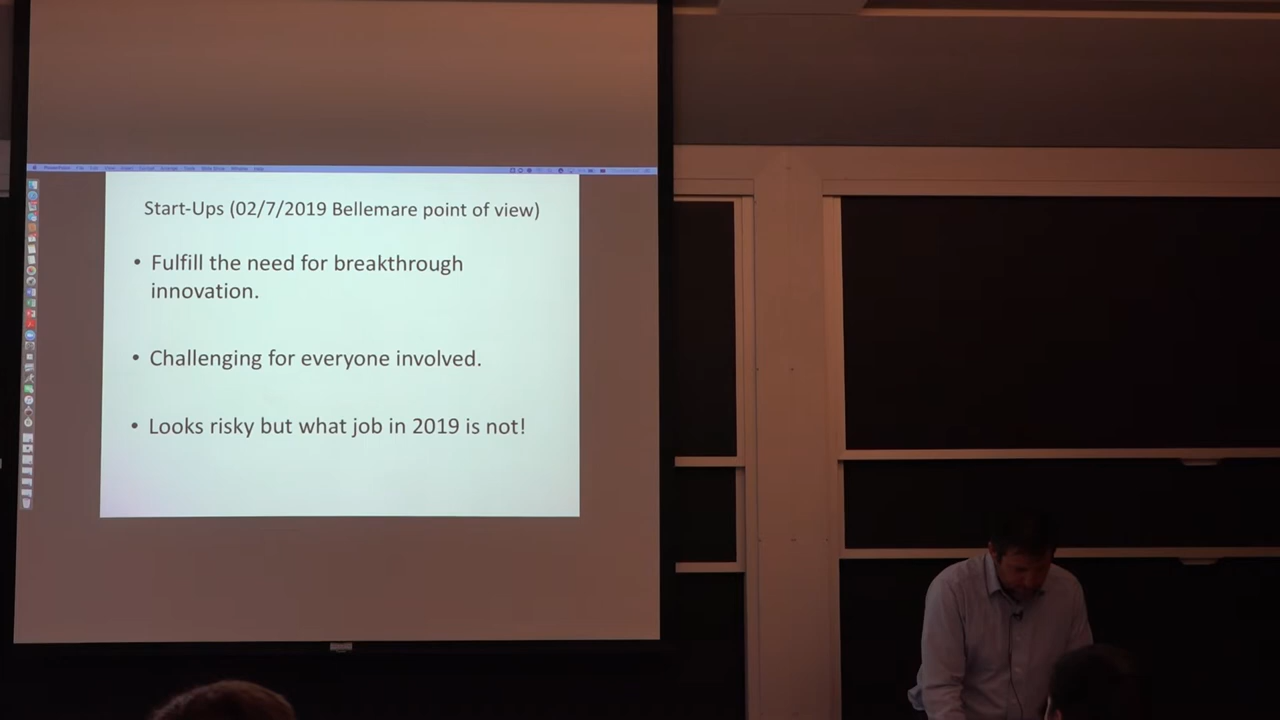 Start-Ups (02/7/2019 Bellemare point of view)
• Fulfill the need for breakthrough
innovation.
• Challenging for everyone involved.
• Looks risky but what job in 2019 is not!